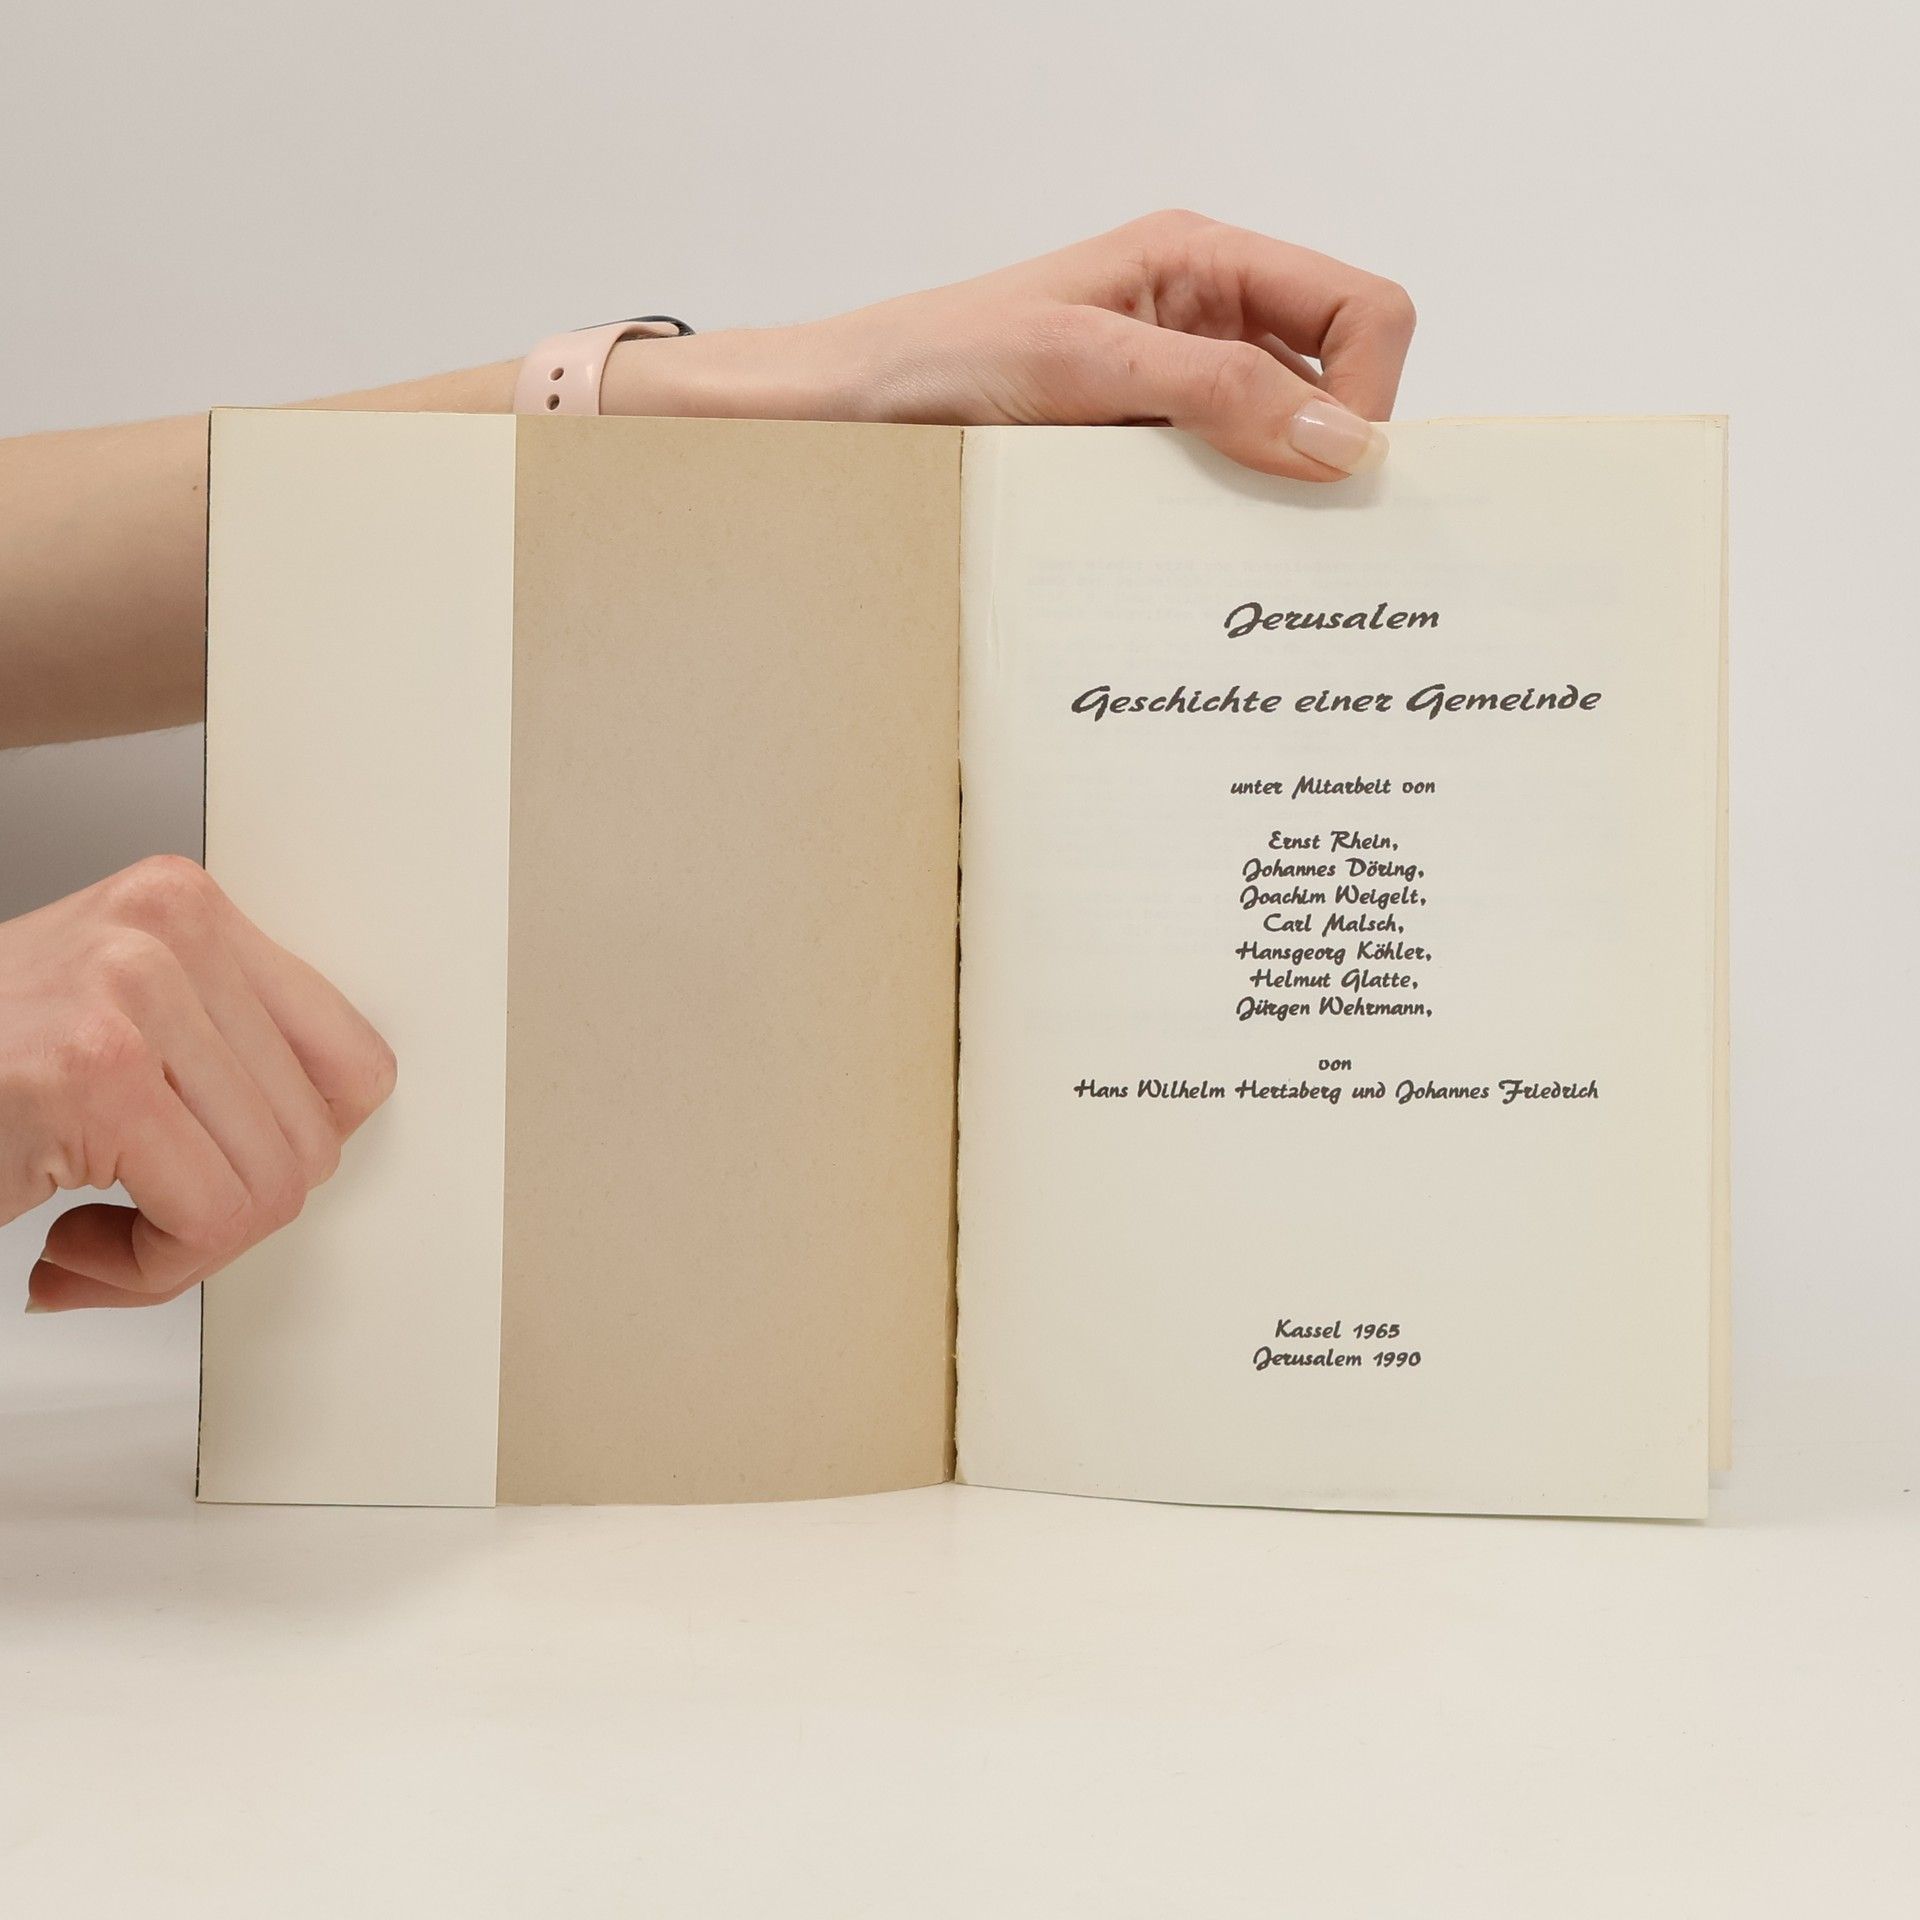 Jerusalem
Geschichte einer Gemeinde
unter Mitarbeit von
Ernst Rhein,
Johannes Döring,
Joachim Weigelt,
Carl Malsch,
Hansgeorg Köhler,
Helmut Glatte,
Jürgen Wehrmann,
von
Hans Wilhelm Hertzberg und Johannes Friedrich
Kassel 1965
Jerusalem 1990